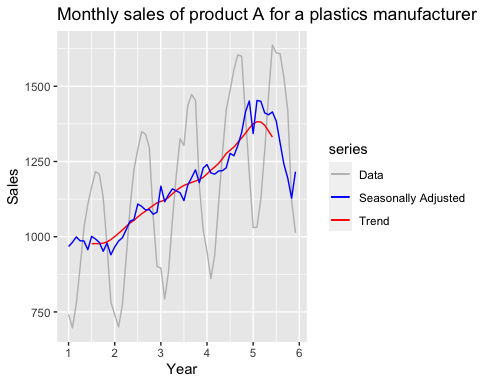 Monthly sales of product A for a plastics manufacturer
1500
1250
1000
750
Sales
1 2 3 4 5 6
Year
series
Data
Seasonally Adjusted
Trend